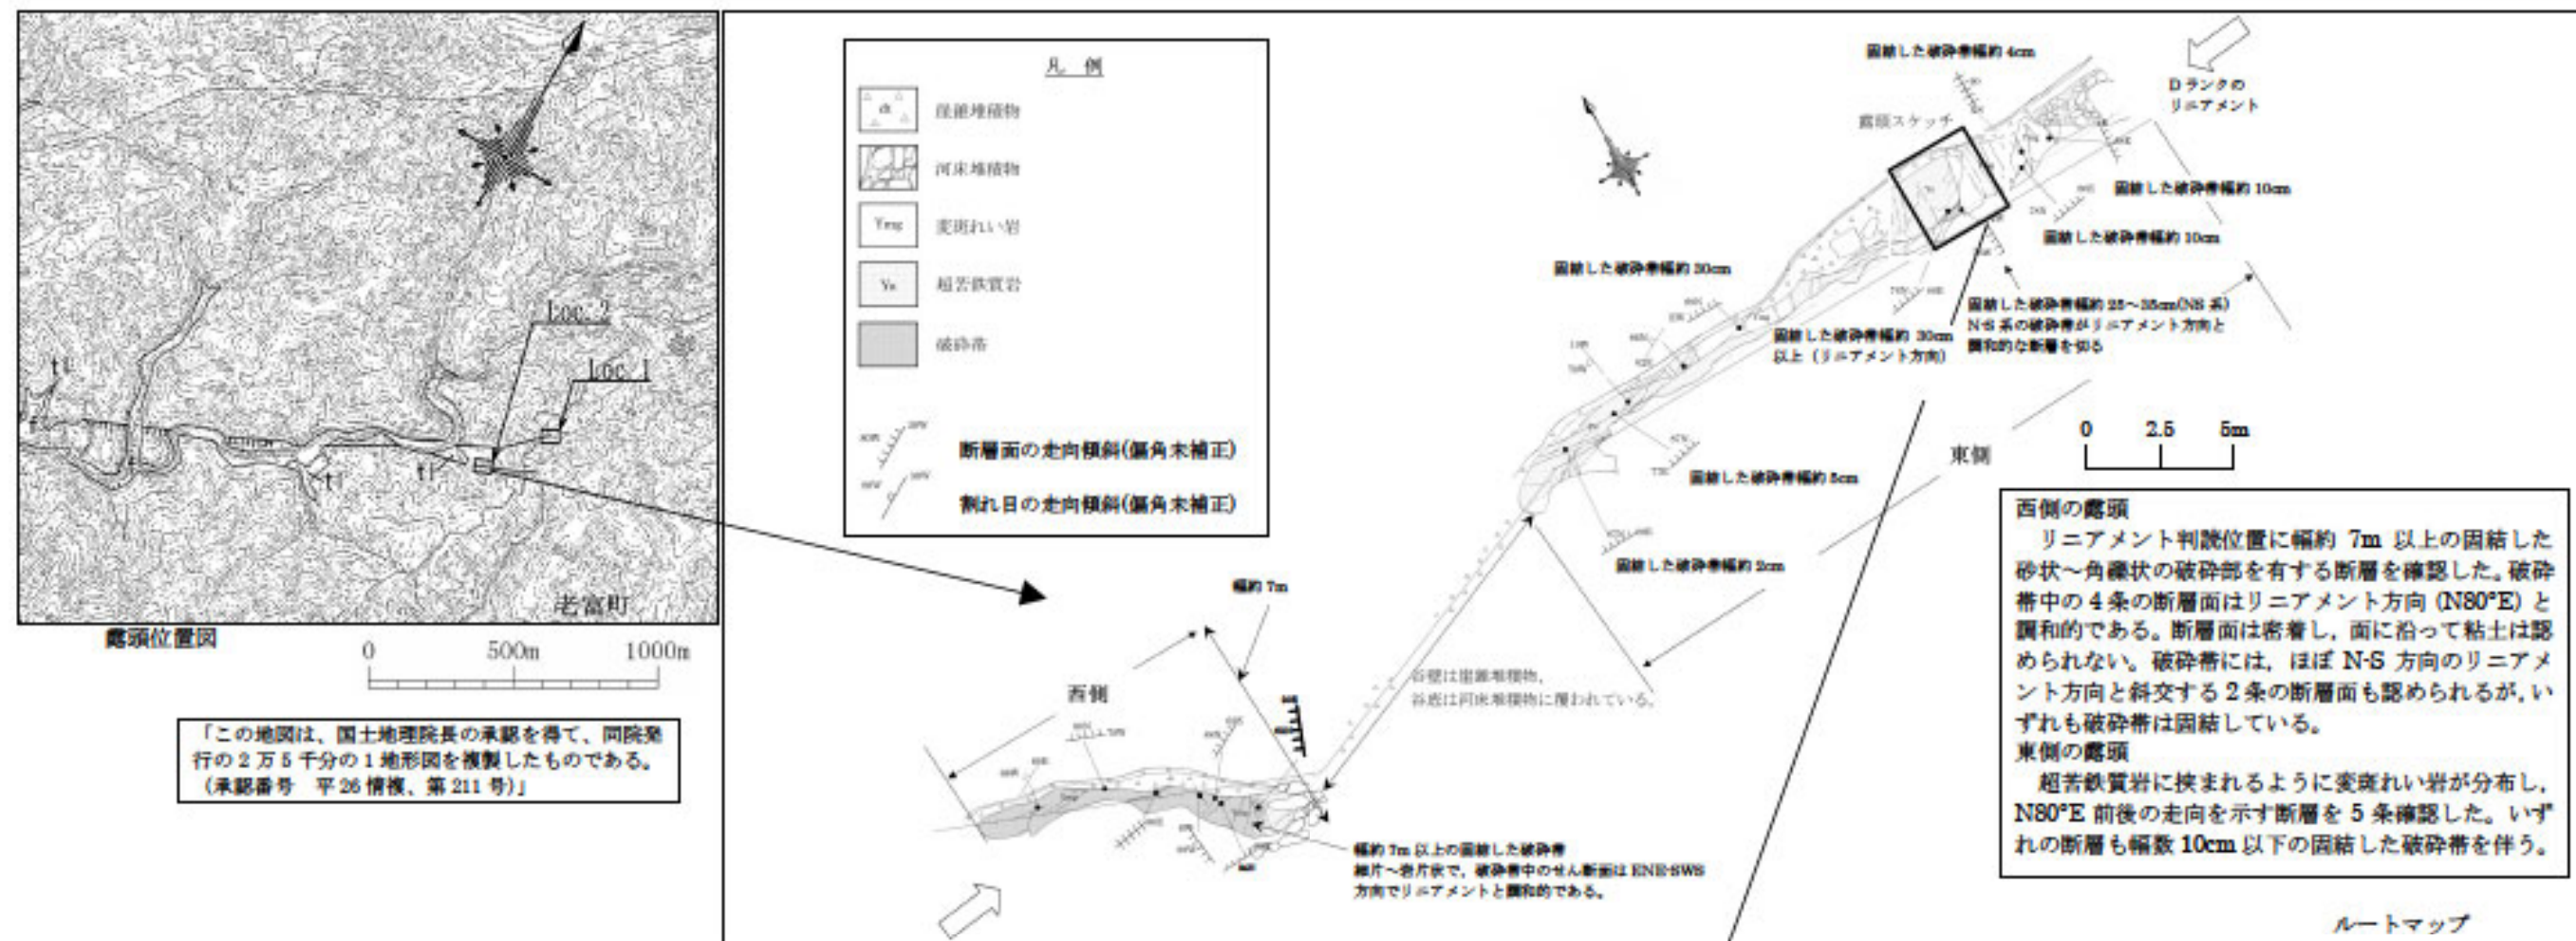 Loc. 2
Loc. 1
tl
tl
tl
老富町
露頭位置図
0 500m 1000m
「この地図は、国土地理院長の承認を得て、同院発
行の2万5千分の1地形図を複製したものである。
(承認番号 平26情複、第211号)」
凡 例
dt 崖錐堆積物
河床堆積物
Ymg 変斑れい岩
Yu 超苦鉄質岩
破砕帯
断層面の走向傾斜(偏角未補正)
割れ目の走向傾斜(偏角未補正)
固結した破砕帯幅約 4cm
Dランクの
リニアメント
露頭スケッチ
固結した破砕帯幅約 10cm
固結した破砕帯幅約 10cm
固結した破砕帯幅約 30cm
固結した破砕帯幅約 25~35cm(NS 系)
N-S 系の破砕帯がリニアメント方向と
調和的な断層を切る
固結した破砕帯幅約 30cm
以上(リニアメント方向)
0 2.5 5m
東側
固結した破砕帯幅約 5cm
固結した破砕帯幅約 2cm
幅約 7m
西側
谷壁は崖錐堆積物、
谷底は河床堆積物に覆われている。
幅約 7m 以上の固結した破砕帯
細片~岩片状で、破砕帯中のせん断面は ENE-SWS
方向でリニアメントと調和的である。
西側の露頭
リニアメント判読位置に幅約 7m 以上の固結した
砂状~角礫状の破砕部を有する断層を確認した。破砕
帯中の4条の断層面はリニアメント方向 (N80°E) と
調和的である。断層面は密着し、面に沿って粘土は認
められない。破砕帯には、ほぼ N-S 方向のリニアメ
ント方向と斜交する2条の断層面も認められるが、い
ずれも破砕帯は固結している。
東側の露頭
超苦鉄質岩に挟まれるように変斑れい岩が分布し、
N80°E 前後の走向を示す断層を5条確認した。いず
れの断層も幅数 10cm 以下の固結した破砕帯を伴う。
ルートマップ